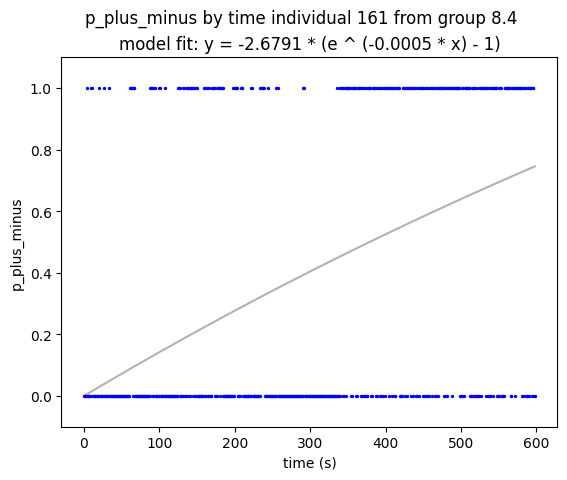 p_plus_minus by time individual 161 from group 8.4
model fit: y = -2.6791 * (e ^ (-0.0005 * x) - 1)
1.0
0.8
0.6
0.4
0.2
0.0
p_plus_minus
0 100 200 300 400 500 600
time (s)